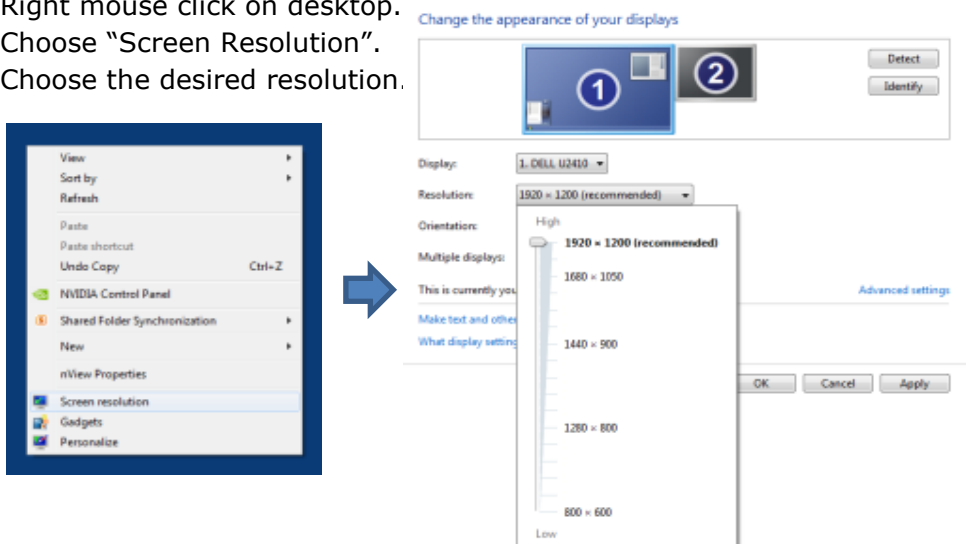 Right mouse click on desktop.
Choose “Screen Resolution”.
Choose the desired resolution.
View
Sort by
Refresh
Paste
Paste shortcut
Undo Copy Ctrl+Z
NVIDIA Control Panel
Shared Folder Synchronization
New
nView Properties
Screen resolution
Gadgets
Personalize
Change the appearance of your displays
1
2
Detect
Identify
Display: 1. DELL U2410
Resolution: 1920 × 1200 (recommended)
Orientation:
Multiple displays:
This is currently you
Advanced settings
Make text and other
What display setting
High
1920 × 1200 (recommended)
1680 × 1050
1440 × 900
1280 × 800
800 × 600
Low
OK Cancel Apply